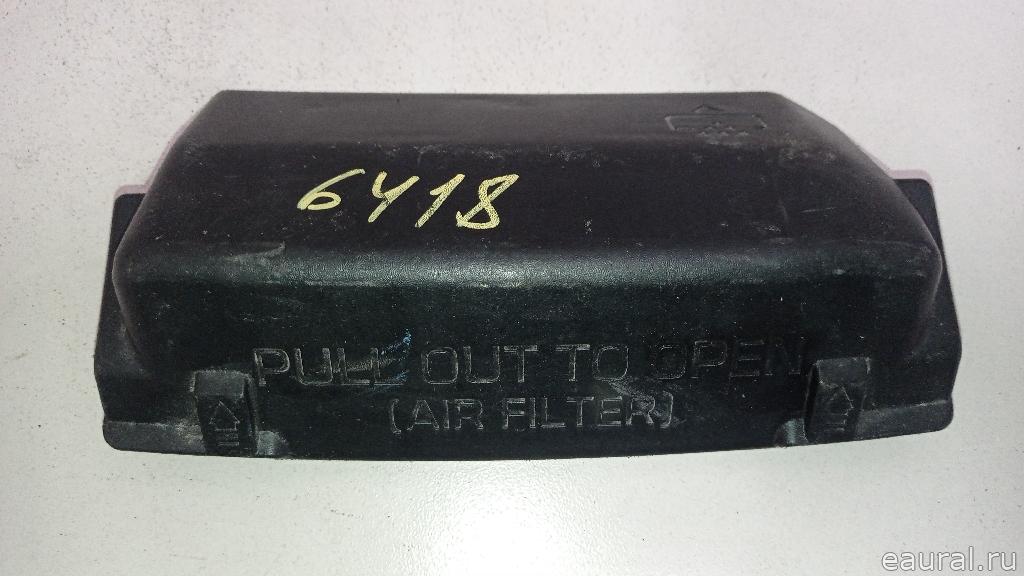 6418
PULL OUT TO OPEN
(AIR FILTER)
eaural.ru